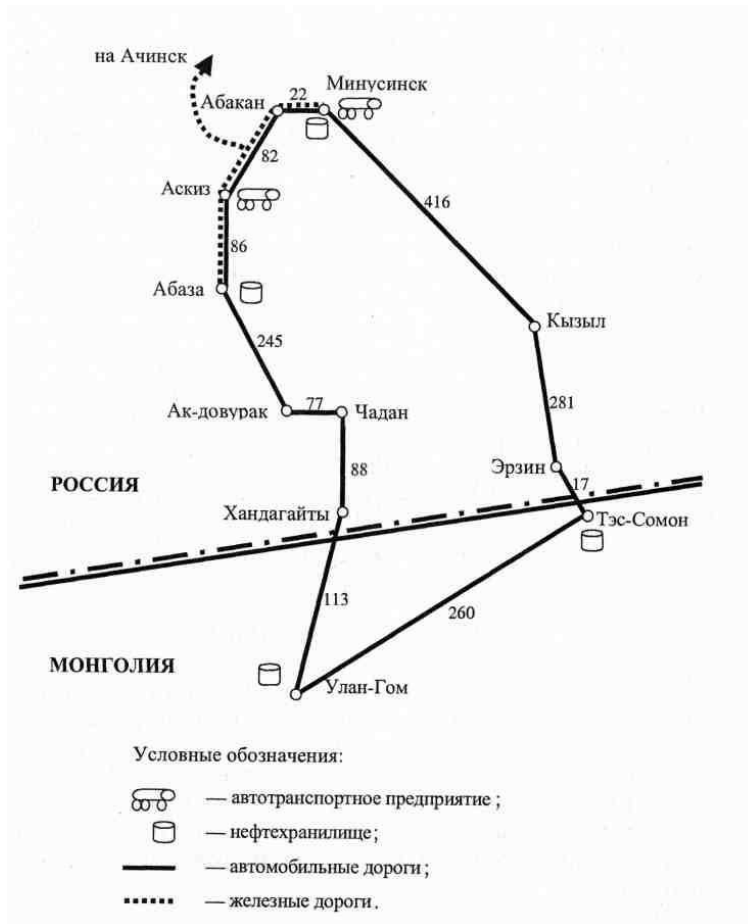 на Ачинск
Минусинск
Абакан
22
82
Аскиз
416
86
Абаза
Кызыл
245
Ак-довурак
77
Чадан
281
Эрзин
88
17
РОССИЯ
Хандагайты
Тэс-Сомон
113
260
МОНГОЛИЯ
Улан-Гом
Условные обозначения:
— автотранспортное предприятие ;
— нефтехранилище;
— автомобильные дороги ;
— железные дороги .